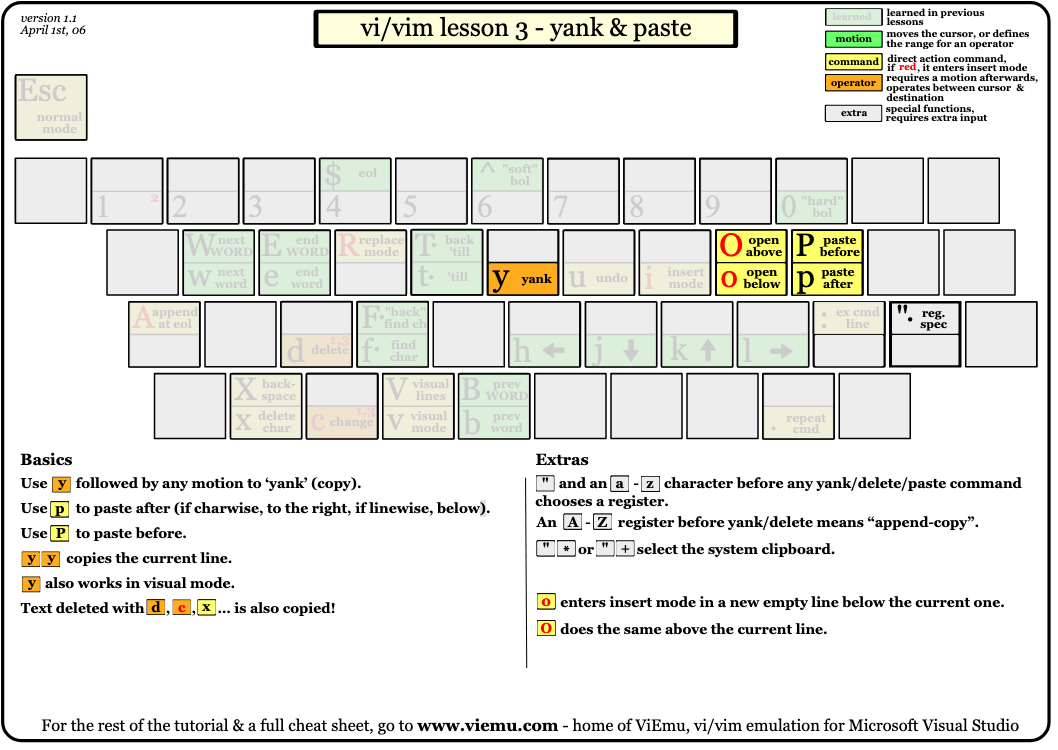 version 1.1
April 1st, 06
vi/vim lesson 3 - yank & paste
learned
learned in previous
lessons
motion
moves the cursor, or defines
the range for an operator
command
direct action command,
if red, it enters insert mode
operator
requires a motion afterwards,
operates between cursor &
destination
extra
special functions,
requires extra input
Esc
normal
mode
1 2
2
3
$ eol
4
5
^ "soft"
bol
6
7
8
9
0 "hard"
bol
W next
WORD
w next
word
E end
WORD
e end
word
R replace
mode
T· back
'till
t· 'till
y yank
u undo
i insert
mode
O open
above
o open
below
P paste
before
p paste
after
A append
at eol
d delete 1,3
F· "back"
find ch
f· find
char
h ←
j ↓
k ↑
l →
: ex cmd
line
"· reg.
spec
X back-
space
x delete
char
c change 1,3
V visual
lines
v visual
mode
B prev
WORD
b prev
word
. repeat
cmd
Basics
Use y followed by any motion to ‘yank’ (copy).
Use p to paste after (if charwise, to the right, if linewise, below).
Use P to paste before.
y y copies the current line.
y also works in visual mode.
Text deleted with d , c , x ... is also copied!
Extras
" and an a - z character before any yank/delete/paste command
chooses a register.
An A - Z register before yank/delete means “append-copy”.
" * or " + select the system clipboard.
o enters insert mode in a new empty line below the current one.
O does the same above the current line.
For the rest of the tutorial & a full cheat sheet, go to www.viemu.com - home of ViEmu, vi/vim emulation for Microsoft Visual Studio